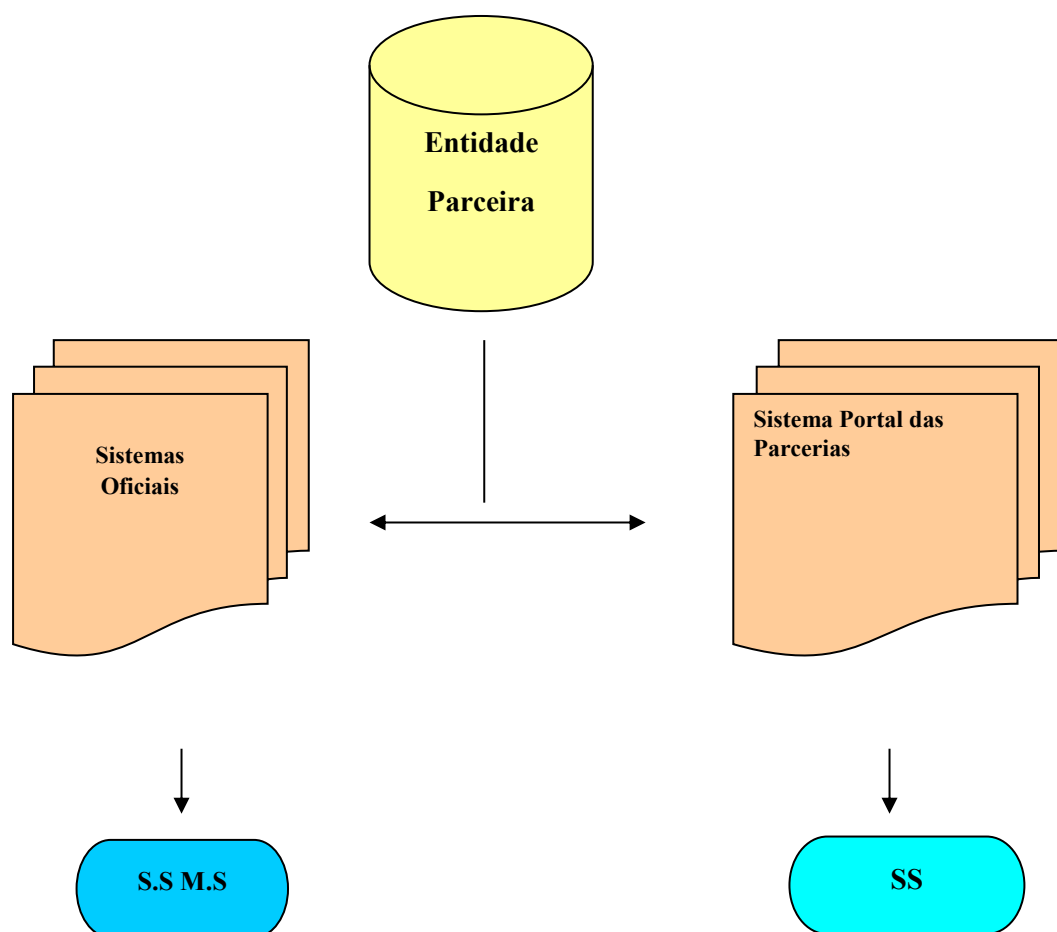 Entidade
Parceira
Sistemas
Oficiais
Sistema Portal das
Parcerias
S.S M.S
SS